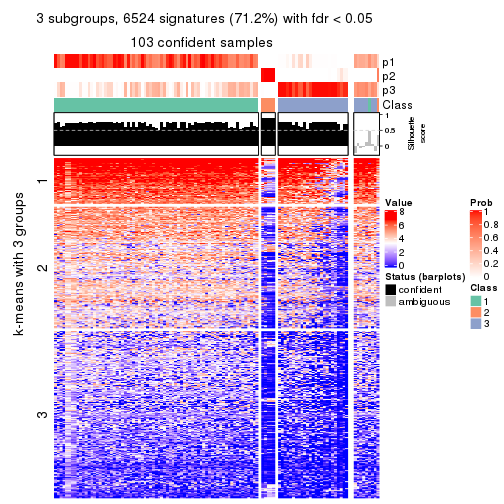 3 subgroups, 6524 signatures (71.2%) with fdr < 0.05
103 confident samples
p1
p2
p3
Class
1
0.5
0
Silhouette
score
k-means with 3 groups
1
2
3
Value
8
6
4
2
0
Status (barplots)
confident
ambiguous
Prob
1
0.8
0.6
0.4
0.2
0
Class
1
2
3